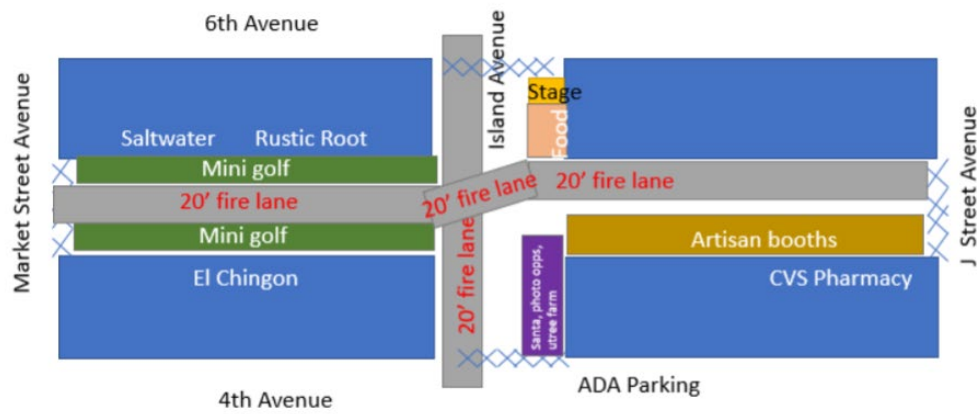 6th Avenue
Market Street Avenue
Saltwater
Rustic Root
Mini golf
20' fire lane
Mini golf
El Chingon
4th Avenue
20' fire lane
20' fire lane
Island Avenue
Stage
Food
20' fire lane
Artisan booths
CVS Pharmacy
Santa, photo opps,
utree farm
ADA Parking
J Street Avenue